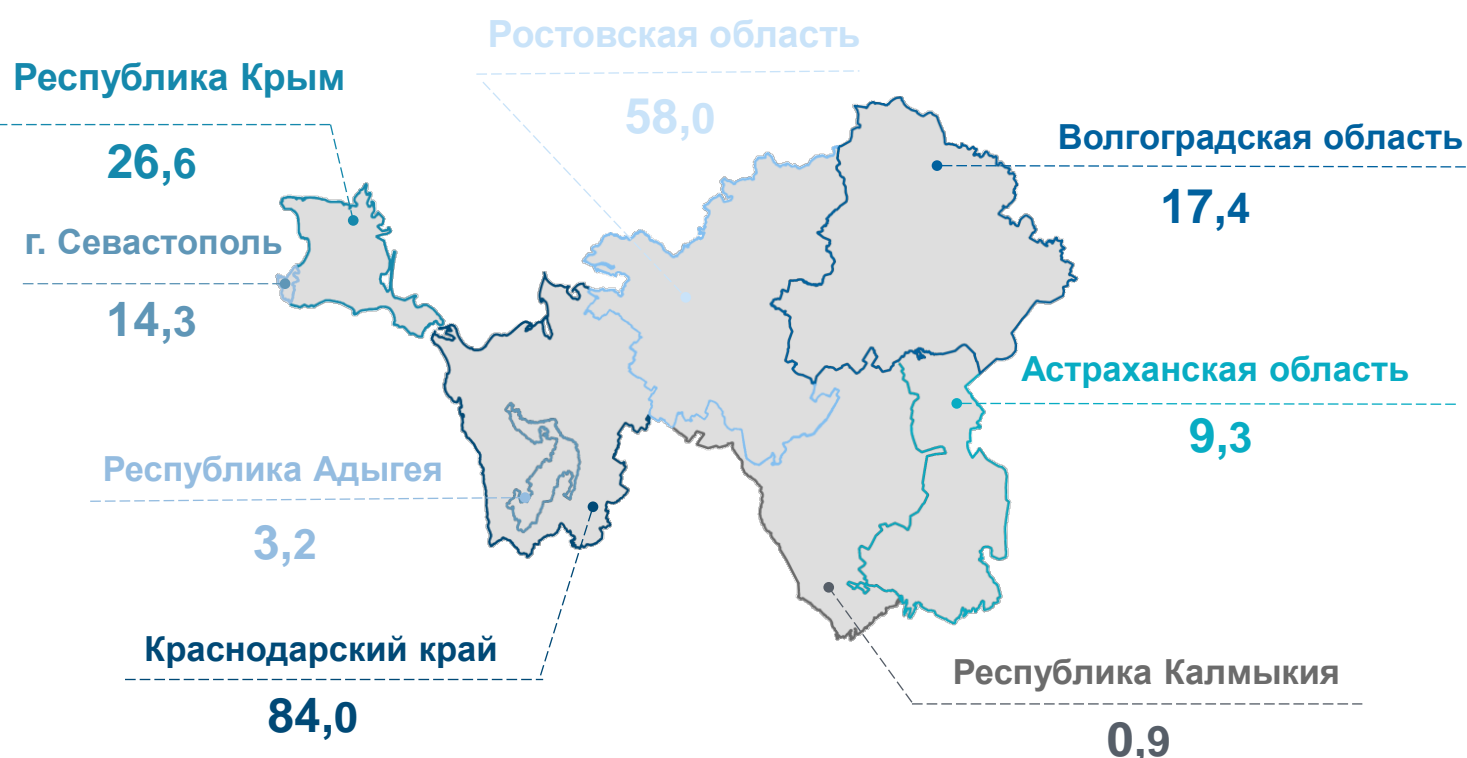 Ростовская область
58,0
Республика Крым
26,6
Волгоградская область
17,4
г. Севастополь
14,3
Астраханская область
9,3
Республика Адыгея
3,2
Краснодарский край
84,0
Республика Калмыкия
0,9